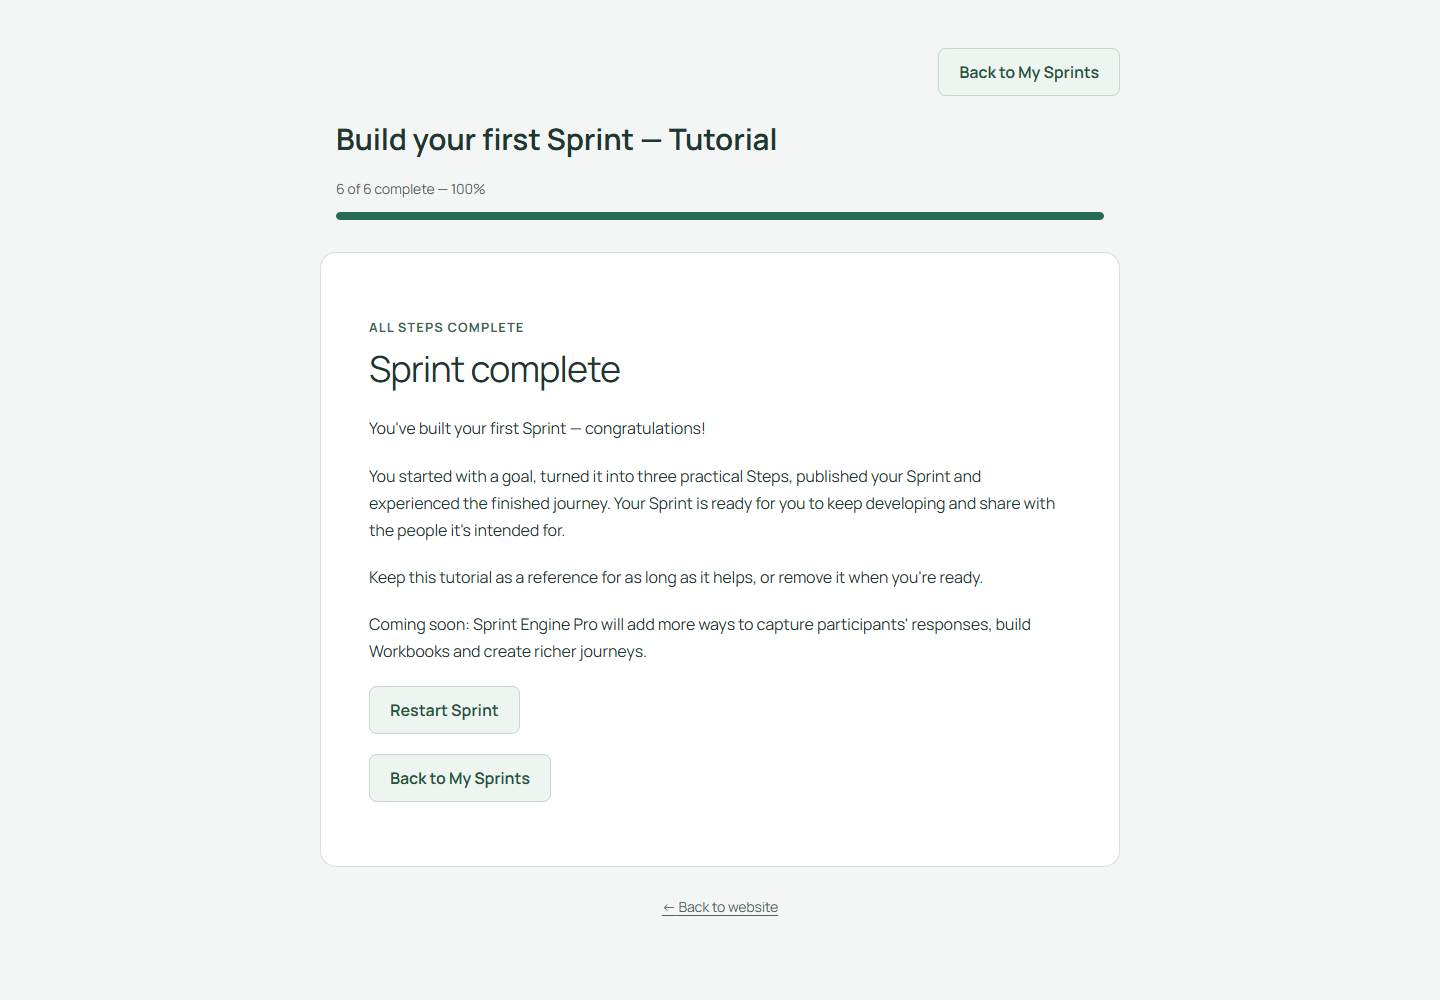 Back to My Sprints
Build your first Sprint — Tutorial
6 of 6 complete — 100%
ALL STEPS COMPLETE
Sprint complete
You've built your first Sprint — congratulations!
You started with a goal, turned it into three practical Steps, published your Sprint and
experienced the finished journey. Your Sprint is ready for you to keep developing and share with
the people it's intended for.
Keep this tutorial as a reference for as long as it helps, or remove it when you're ready.
Coming soon: Sprint Engine Pro will add more ways to capture participants' responses, build
Workbooks and create richer journeys.
Restart Sprint
Back to My Sprints
← Back to website